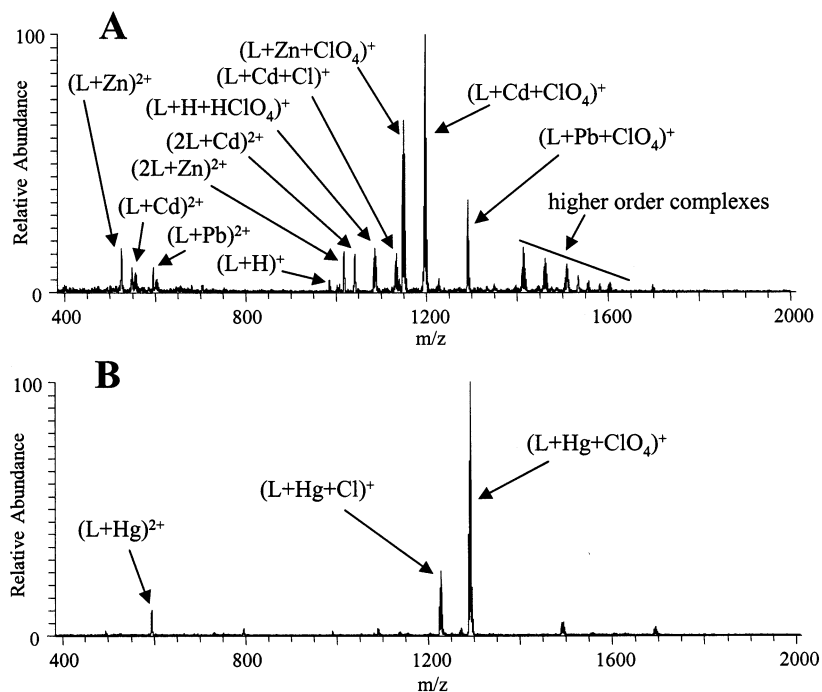 A
100
Relative Abundance
0
(L+Zn)²⁺
(L+Cd)²⁺
(L+Pb)²⁺
(L+H)⁺
(2L+Zn)²⁺
(2L+Cd)²⁺
(L+H+HClO₄)⁺
(L+Cd+Cl)⁺
(L+Zn+ClO₄)⁺
(L+Cd+ClO₄)⁺
(L+Pb+ClO₄)⁺
higher order complexes
400 800 1200 1600 2000
m/z
B
100
Relative Abundance
0
(L+Hg)²⁺
(L+Hg+Cl)⁺
(L+Hg+ClO₄)⁺
400 800 1200 1600 2000
m/z